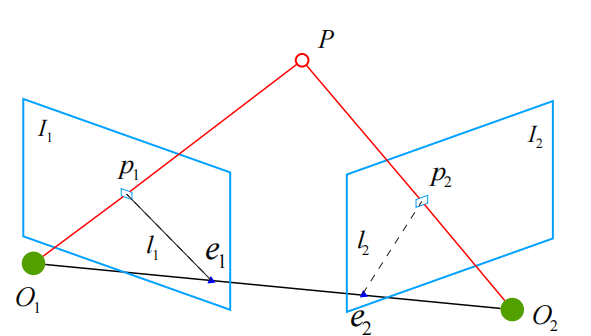 P
I₁
I₂
p₁
p₂
l₁
e₁
l₂
O₁
e₂
O₂